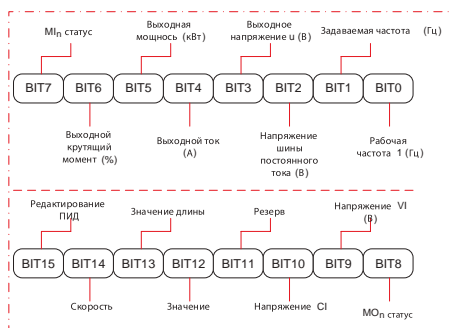 MIn статус
Выходная
мощнось (кВт)
Выходное
напряжение u (В)
Задаваемая частота (Гц)
BIT7 BIT6 BIT5 BIT4 BIT3 BIT2 BIT1 BIT0
Выходной
крутящий
момент (%)
Выходной ток
(А)
Напряжение
шины
постоянного
тока (В)
Рабочая
частота 1 (Гц)
Редактирование
ПИД
Значение длины
Резерв
Напряжение VI
(В)
BIT15 BIT14 BIT13 BIT12 BIT11 BIT10 BIT9 BIT8
Скорость
Значение
Напряжение CI
MOn статус